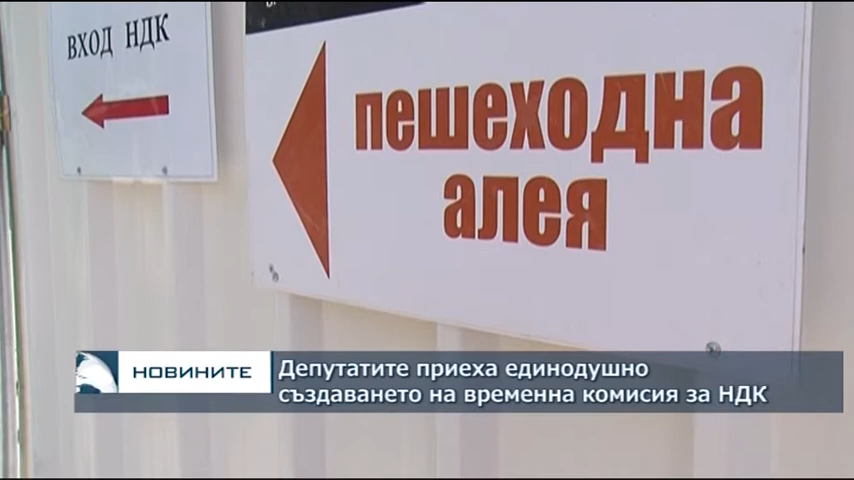 ВХОД НДК
пешеходна
алея
НОВИНИТЕ
Депутатите приеха единодушно
създаването на временна комисия за НДК